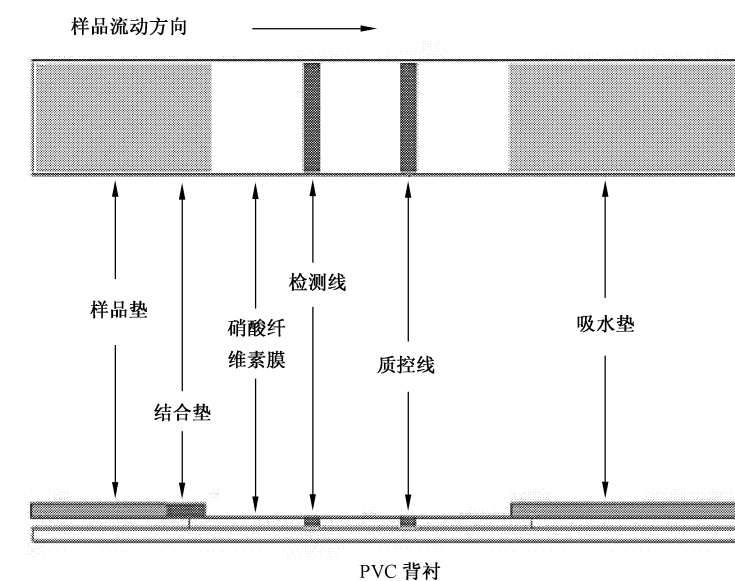 样品流动方向
检测线
样品垫
硝酸纤
维素膜
吸水垫
质控线
结合垫
PVC 背衬